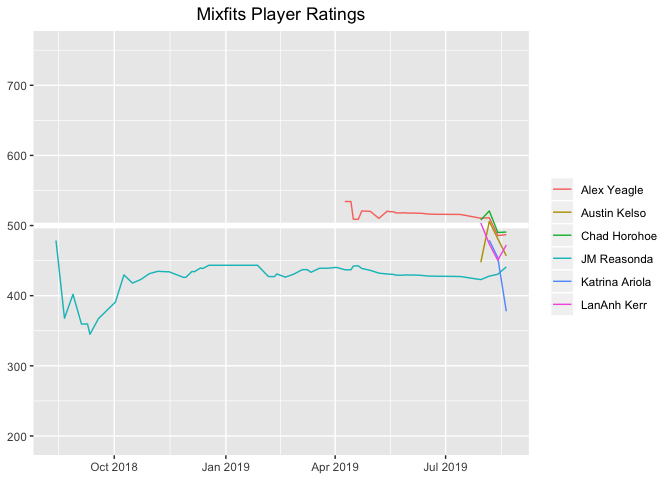 Mixfits Player Ratings
700
600
500
400
300
200
Oct 2018
Jan 2019
Apr 2019
Jul 2019
Alex Yeagle
Austin Kelso
Chad Horohoe
JM Reasonda
Katrina Ariola
LanAnh Kerr